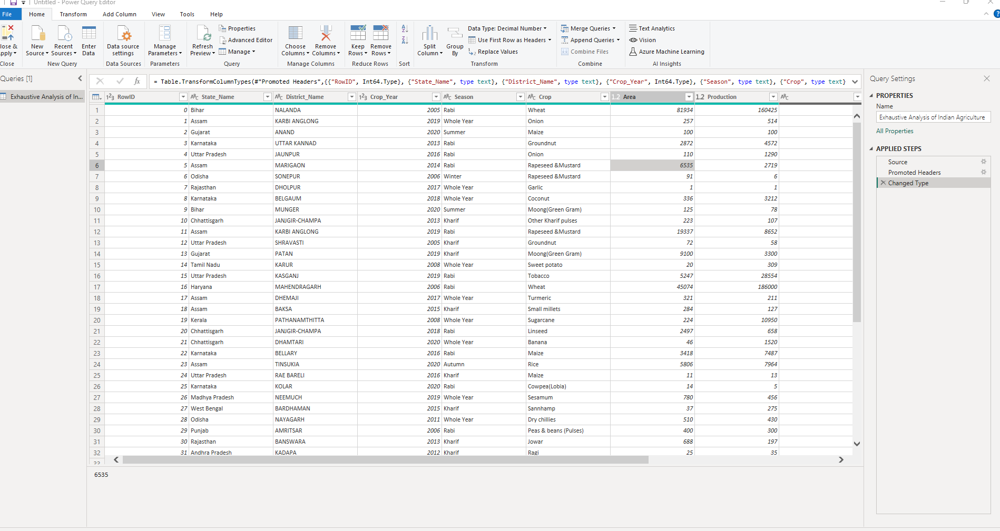 Untitled - Power Query Editor
File Home Transform Add Column View Tools Help
New Source
Recent Sources
Enter Data
Data source settings
Manage Parameters
Refresh Preview
Properties
Advanced Editor
Manage
Choose Columns
Remove Columns
Keep Rows
Remove Rows
Split Column
Group By
Data Type: Decimal Number
Use First Row as Headers
Replace Values
Merge Queries
Append Queries
Combine Files
Text Analytics
Vision
Azure Machine Learning
Close New Query Data Sources Parameters Query Manage Columns Reduce Rows Sort Transform Combine AI Insights
Queries [1]
Exhaustive Analysis of In...
fx = Table.TransformColumnTypes(#"Promoted Headers",{{"RowID", Int64.Type}, {"State_Name", type text}, {"District_Name", type text}, {"Crop_Year", Int64.Type}, {"Season", type text}, {"Crop", type text}
RowID State_Name District_Name Crop_Year Season Crop 1.2 Area 1.2 Production
1 0 Bihar NALANDA 2005 Rabi Wheat 81934 160425
2 1 Assam KARBI ANGLONG 2019 Whole Year Onion 257 514
3 2 Gujarat ANAND 2020 Summer Maize 100 100
4 3 Karnataka UTTAR KANNAD 2013 Rabi Groundnut 2872 4572
5 4 Uttar Pradesh JAUNPUR 2016 Rabi Onion 110 1290
6 5 Assam MARIGAON 2014 Rabi Rapeseed &Mustard 6535 2719
7 6 Odisha SONEPUR 2006 Winter Rapeseed &Mustard 91 6
8 7 Rajasthan DHOLPUR 2017 Whole Year Garlic 1 1
9 8 Karnataka BELGAUM 2018 Whole Year Coconut 336 3212
10 9 Bihar MUNGER 2020 Summer Moong(Green Gram) 125 78
11 10 Chhattisgarh JANJGIR-CHAMPA 2013 Kharif Other Kharif pulses 223 107
12 11 Assam KARBI ANGLONG 2019 Rabi Rapeseed &Mustard 19337 8652
13 12 Uttar Pradesh SHRAVASTI 2005 Kharif Groundnut 72 58
14 13 Gujarat PATAN 2019 Kharif Moong(Green Gram) 9100 3300
15 14 Tamil Nadu KARUR 2008 Whole Year Sweet potato 20 309
16 15 Uttar Pradesh KASGANJ 2019 Rabi Tobacco 5247 28554
17 16 Haryana MAHENDRAGARH 2006 Rabi Wheat 45074 186000
18 17 Assam DHEMAJI 2017 Whole Year Turmeric 321 211
19 18 Assam BAKSA 2015 Kharif Small millets 284 127
20 19 Kerala PATHANAMTHITTA 2008 Whole Year Sugarcane 224 10950
21 20 Chhattisgarh JANJGIR-CHAMPA 2018 Rabi Linseed 2497 658
22 21 Chhattisgarh DHAMTARI 2020 Whole Year Banana 46 1520
23 22 Karnataka BELLARY 2016 Rabi Maize 3418 7487
24 23 Assam TINSUKIA 2020 Autumn Rice 5806 7964
25 24 Uttar Pradesh RAE BARELI 2016 Kharif Maize 11 13
26 25 Karnataka KOLAR 2020 Rabi Cowpea(Lobia) 14 5
27 26 Madhya Pradesh NEEMUCH 2019 Whole Year Sesamum 780 456
28 27 West Bengal BARDHAMAN 2015 Kharif Sannhamp 37 275
29 28 Odisha NAYAGARH 2011 Whole Year Dry chillies 510 430
30 29 Punjab AMRITSAR 2006 Rabi Peas & beans (Pulses) 400 300
31 30 Rajasthan BANSWARA 2013 Kharif Jowar 688 197
32 31 Andhra Pradesh KADAPA 2012 Kharif Ragi 25 35
6535
Query Settings
PROPERTIES
Name
Exhaustive Analysis of Indian Agriculture
All Properties
APPLIED STEPS
Source
Promoted Headers
Changed Type